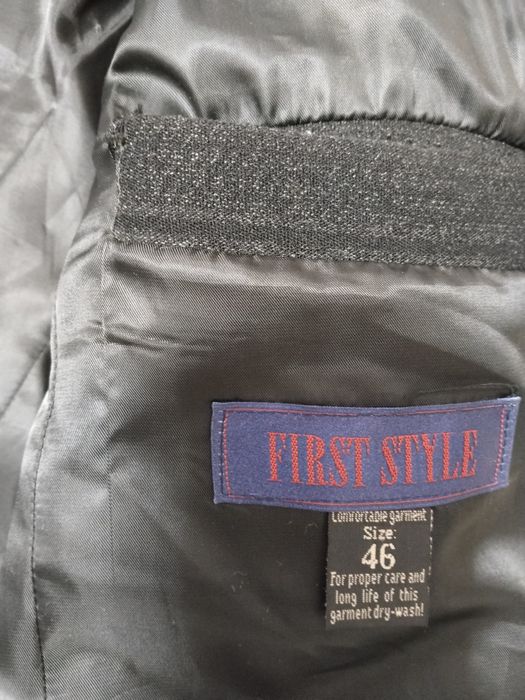 FIRST STYLE
Comfortable garment
Size:
46
For proper care and
long life of this
garment dry-wash!